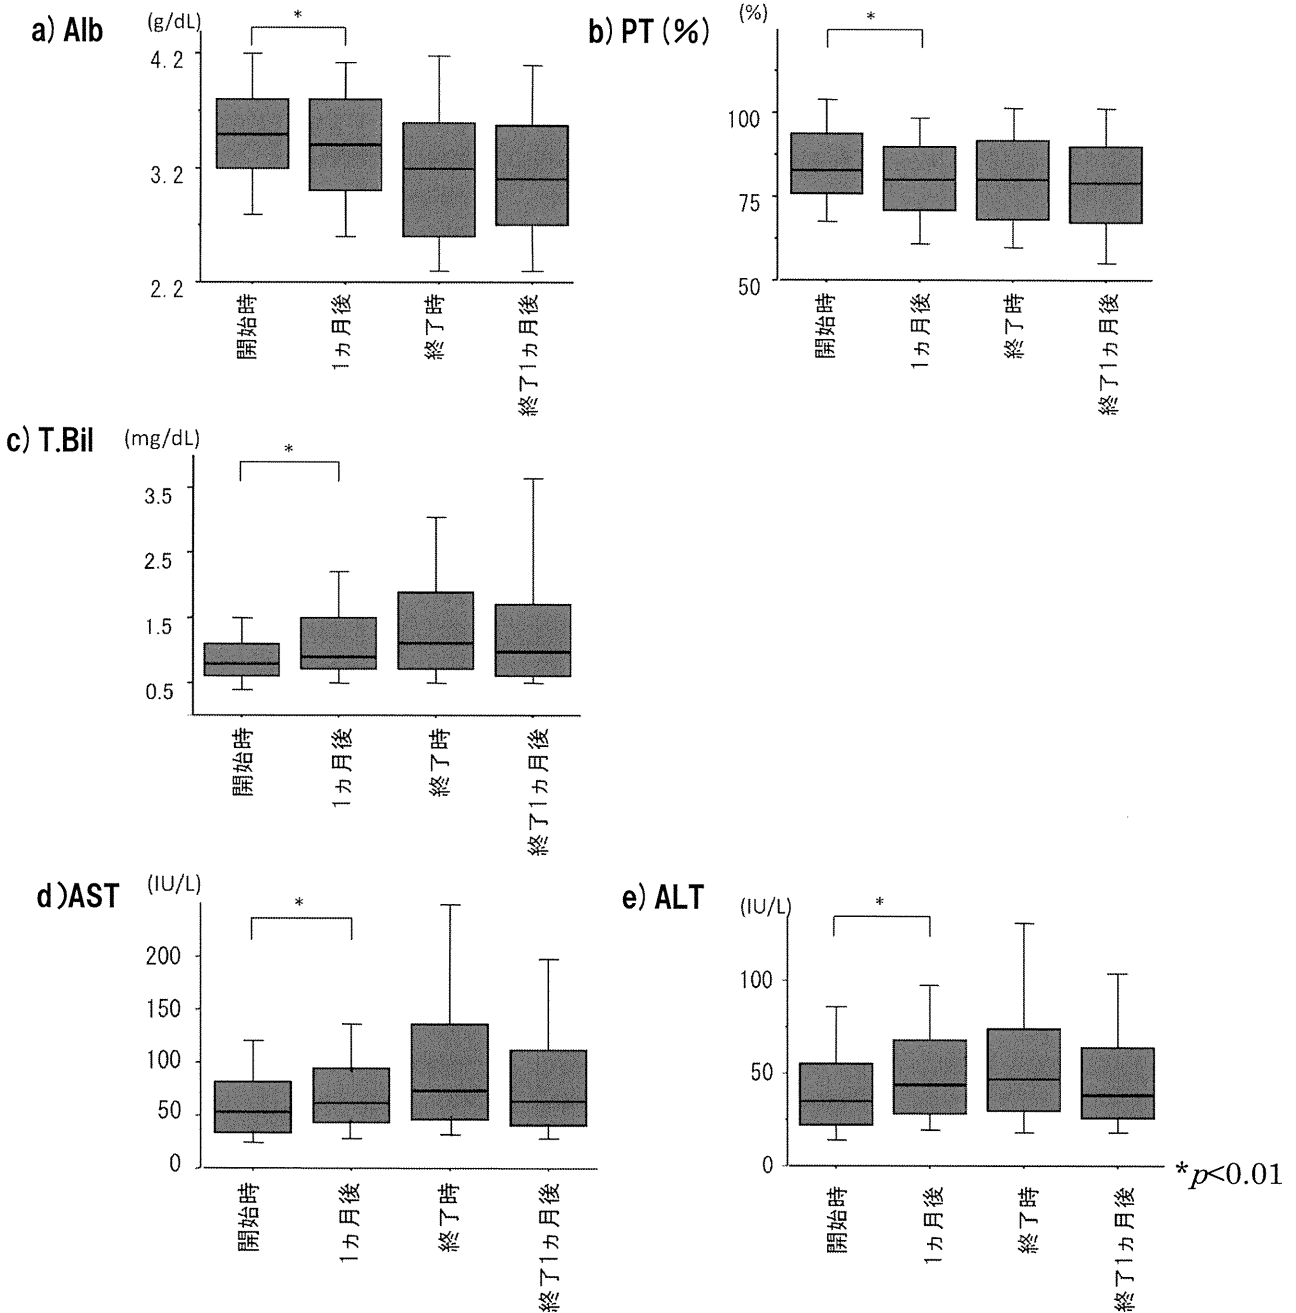 a) Alb
(g/dL)
*
4.2
3.2
2.2
開始時
1ヵ月後
終了時
終了1ヵ月後
b) PT (%)
(%)
*
100
75
50
開始時
1ヵ月後
終了時
終了1ヵ月後
c) T.Bil
(mg/dL)
*
3.5
2.5
1.5
0.5
開始時
1ヵ月後
終了時
終了1ヵ月後
d)AST
(IU/L)
*
200
150
100
50
0
開始時
1ヵ月後
終了時
終了1ヵ月後
e) ALT
(IU/L)
*
100
50
0
開始時
1ヵ月後
終了時
終了1ヵ月後
*p<0.01